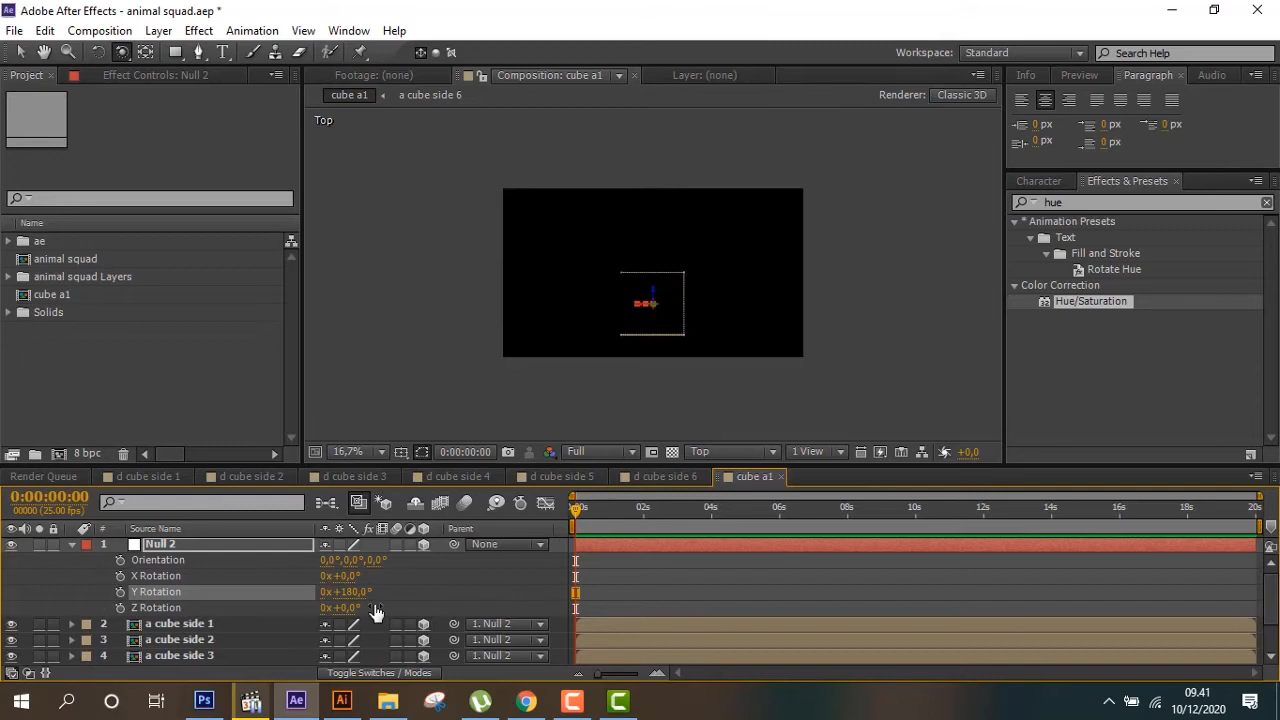 Adobe After Effects - animal squad.aep *
File Edit Composition Layer Effect Animation View Window Help
Workspace: Standard Search Help
Project Effect Controls: Null 2 Footage: (none) Composition: cube a1 Layer: (none) Info Preview Paragraph Audio
cube a1 a cube side 6 Renderer: Classic 3D
Top
0 px 0 px 0 px
0 px 0 px
Character Effects & Presets
hue
* Animation Presets
Text
Fill and Stroke
Rotate Hue
Color Correction
Hue/Saturation
Name
ae
animal squad
animal squad Layers
cube a1
Solids
8 bpc
16,7% 0:00:00:00 Full Top 1 View +0,0
Render Queue d cube side 1 d cube side 2 d cube side 3 d cube side 4 d cube side 5 d cube side 6 cube a1
0:00:00:00
00000 (25.00 fps)
02s 04s 06s 08s 10s 12s 14s 16s 18s 20s
# Source Name fx Parent
1 Null 2 None
Orientation 0,0°,0,0°,0,0°
X Rotation 0x+0,0°
Y Rotation 0x+180,0°
Z Rotation 0x+0,0°
2 a cube side 1 1. Null 2
3 a cube side 2 1. Null 2
4 a cube side 3 1. Null 2
Toggle Switches / Modes
Ps Ae Ai
09.41
10/12/2020